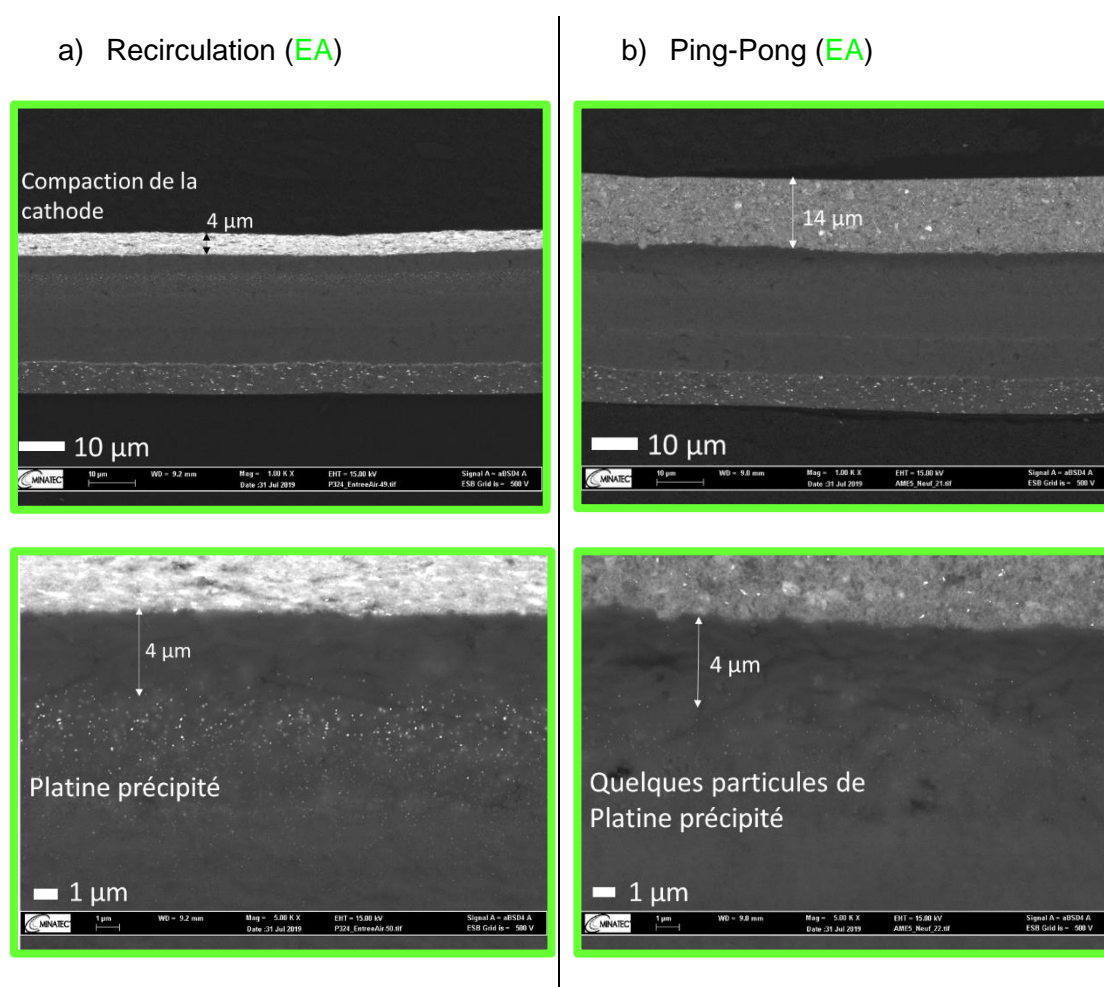 a) Recirculation (EA)
b) Ping-Pong (EA)
Compaction de la
cathode
4 µm
10 µm
MINATEC
10 µm
WD = 9.2 mm
Mag = 1.00 K X
EHT = 15.00 kV
Signal A = aBSD4 A
Date :31 Jul 2019
P324_EntreeAir-49.tif
ESB Grid is = 500 V
14 µm
10 µm
MINATEC
10 µm
WD = 9.0 mm
Mag = 1.00 K X
EHT = 15.00 kV
Signal A = aBSD4 A
Date :31 Jul 2019
AME5_Neuf_21.tif
ESB Grid is = 500 V
4 µm
Platine précipité
1 µm
MINATEC
1 µm
WD = 9.2 mm
Mag = 5.00 K X
EHT = 15.00 kV
Signal A = aBSD4 A
Date :31 Jul 2019
P324_EntreeAir-50.tif
ESB Grid is = 500 V
4 µm
Quelques particules de
Platine précipité
1 µm
MINATEC
1 µm
WD = 9.0 mm
Mag = 5.00 K X
EHT = 15.00 kV
Signal A = aBSD4 A
Date :31 Jul 2019
AME5_Neuf_22.tif
ESB Grid is = 500 V